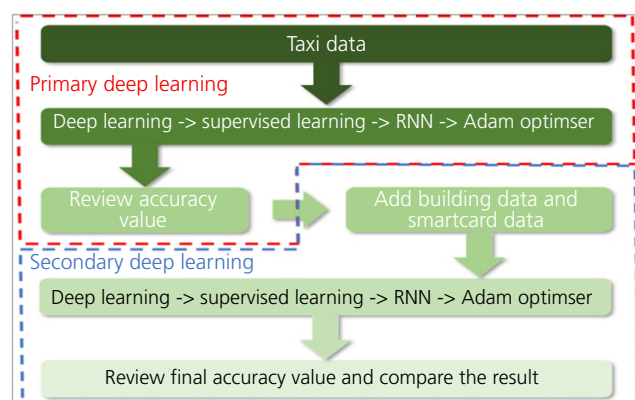 Taxi data
Primary deep learning
Deep learning -> supervised learning -> RNN -> Adam optimser
Review accuracy
value
Add building data and
smartcard data
Secondary deep learning
Deep learning -> supervised learning -> RNN -> Adam optimser
Review final accuracy value and compare the result